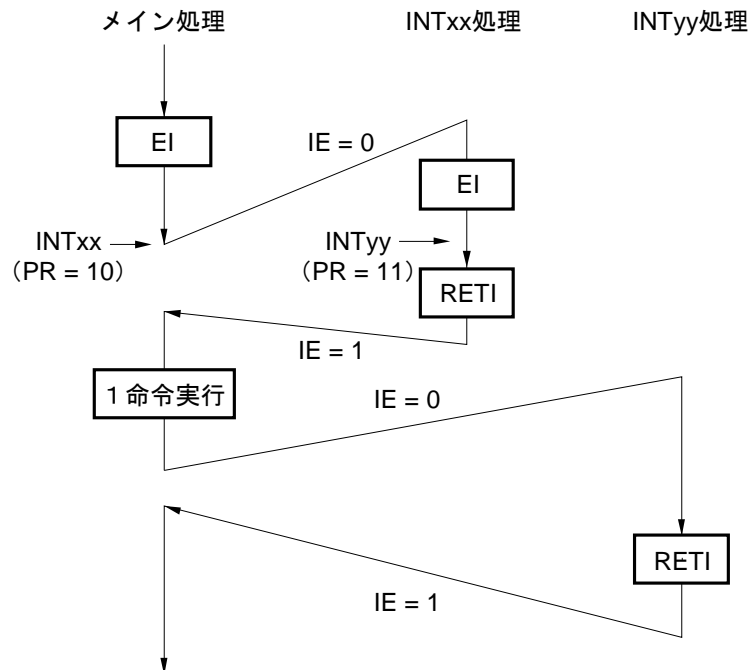 メイン処理
INTxx処理
INTyy処理
EI
IE = 0
EI
INTxx
（PR = 10）
INTyy
（PR = 11）
RETI
IE = 1
１命令実行
IE = 0
RETI
IE = 1